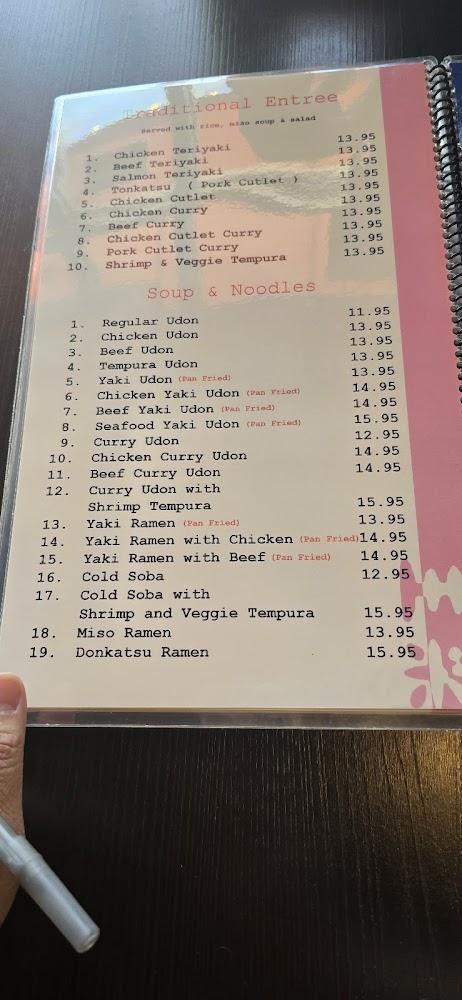 Traditional Entree
Served with rice, miso soup & salad
1. Chicken Teriyaki 13.95
2. Beef Teriyaki 13.95
3. Salmon Teriyaki 13.95
4. Tonkatsu ( Pork Cutlet ) 13.95
5. Chicken Cutlet 13.95
6. Chicken Curry 13.95
7. Beef Curry 13.95
8. Chicken Cutlet Curry 13.95
9. Pork Cutlet Curry 13.95
10. Shrimp & Veggie Tempura 13.95
Soup & Noodles
1. Regular Udon 11.95
2. Chicken Udon 13.95
3. Beef Udon 13.95
4. Tempura Udon 13.95
5. Yaki Udon (Pan Fried) 13.95
6. Chicken Yaki Udon (Pan Fried) 14.95
7. Beef Yaki Udon (Pan Fried) 14.95
8. Seafood Yaki Udon (Pan Fried) 15.95
9. Curry Udon 12.95
10. Chicken Curry Udon 14.95
11. Beef Curry Udon 14.95
12. Curry Udon with
Shrimp Tempura 15.95
13. Yaki Ramen (Pan Fried) 13.95
14. Yaki Ramen with Chicken (Pan Fried) 14.95
15. Yaki Ramen with Beef (Pan Fried) 14.95
16. Cold Soba 12.95
17. Cold Soba with
Shrimp and Veggie Tempura 15.95
18. Miso Ramen 13.95
19. Donkatsu Ramen 15.95